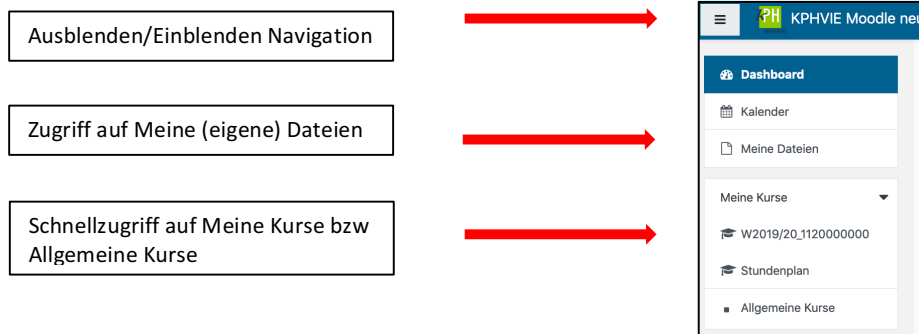 Ausblenden/Einblenden Navigation
Zugriff auf Meine (eigene) Dateien
Schnellzugriff auf Meine Kurse bzw
Allgemeine Kurse
PH KPHVIE Moodle neu
Dashboard
Kalender
Meine Dateien
Meine Kurse
W2019/20_1120000000
Stundenplan
Allgemeine Kurse